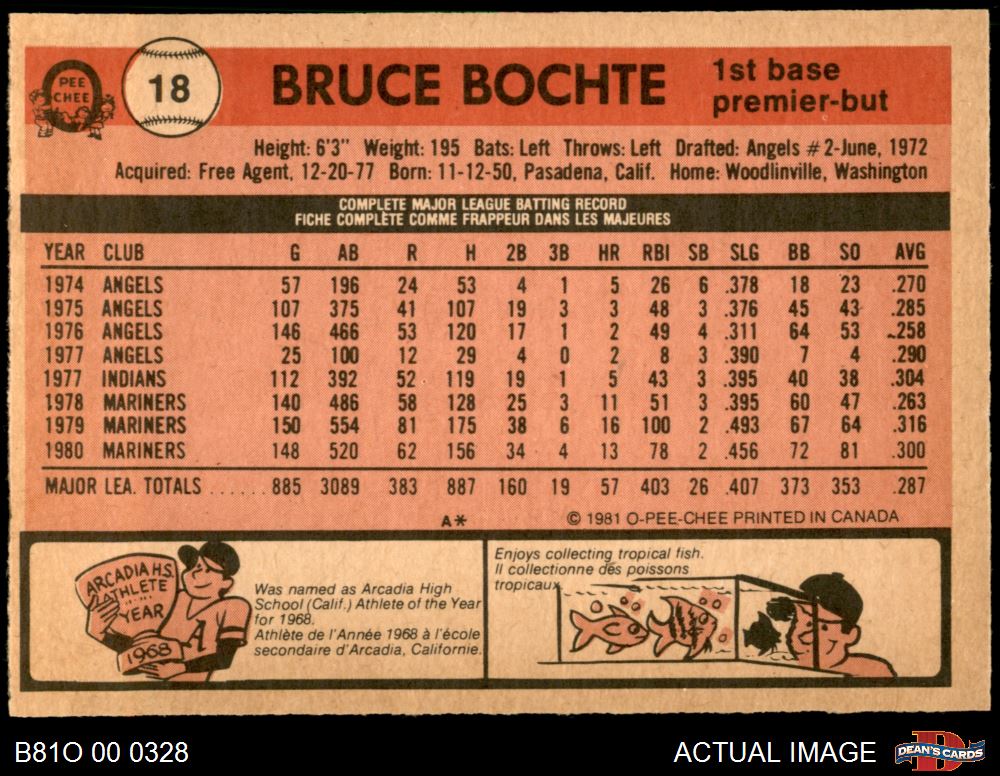 PEE
CHEE
18
BRUCE BOCHTE
1st base
premier-but
Height: 6'3" Weight: 195 Bats: Left Throws: Left Drafted: Angels #2-June, 1972
Acquired: Free Agent, 12-20-77 Born: 11-12-50, Pasadena, Calif. Home: Woodlinville, Washington
COMPLETE MAJOR LEAGUE BATTING RECORD
FICHE COMPLÈTE COMME FRAPPEUR DANS LES MAJEURES
YEAR CLUB G AB R H 2B 3B HR RBI SB SLG BB SO AVG
1974 ANGELS 57 196 24 53 4 1 5 26 6 .378 18 23 .270
1975 ANGELS 107 375 41 107 19 3 3 48 3 .376 45 43 .285
1976 ANGELS 146 466 53 120 17 1 2 49 4 .311 64 53 .258
1977 ANGELS 25 100 12 29 4 0 2 8 3 .390 7 4 .290
1977 INDIANS 112 392 52 119 19 1 5 43 3 .395 40 38 .304
1978 MARINERS 140 486 58 128 25 3 11 51 3 .395 60 47 .263
1979 MARINERS 150 554 81 175 38 6 16 100 2 .493 67 64 .316
1980 MARINERS 148 520 62 156 34 4 13 78 2 .456 72 81 .300
MAJOR LEA. TOTALS ...... 885 3089 383 887 160 19 57 403 26 .407 373 353 .287
A* © 1981 O-PEE-CHEE PRINTED IN CANADA
ARCADIA H.S.
ATHLETE
YEAR
1968
A
Was named as Arcadia High
School (Calif.) Athlete of the Year
for 1968.
Athlète de l'Année 1968 à l'école
secondaire d'Arcadia, Californie.
Enjoys collecting tropical fish.
Il collectionne des poissons
tropicaux.
B81O 00 0328
ACTUAL IMAGE
DEAN'S CARDS